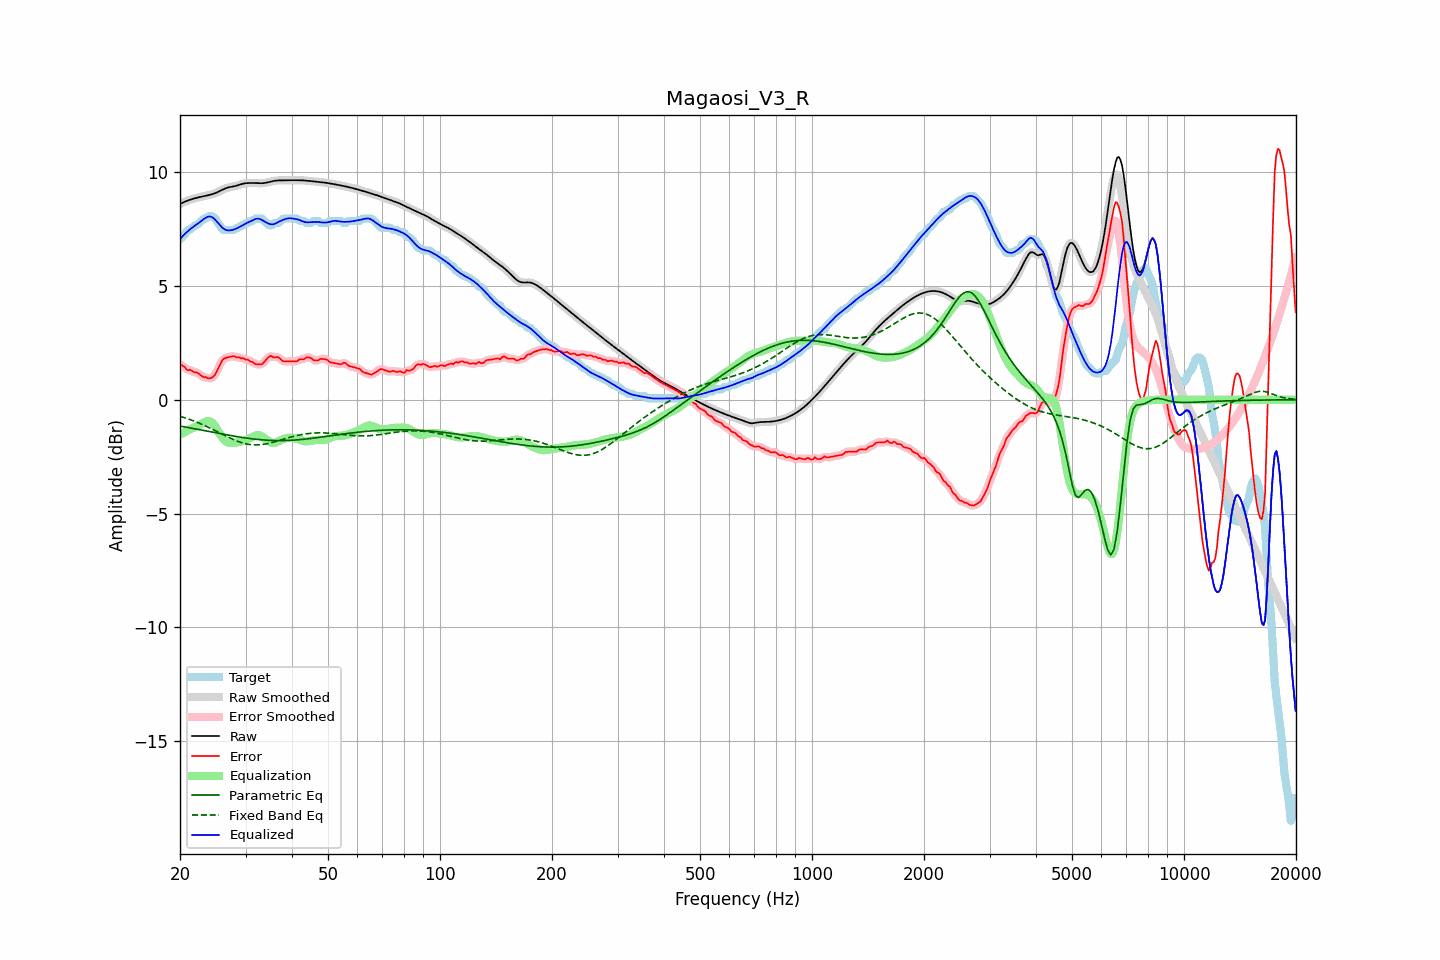 Magaosi_V3_R
Amplitude (dBr)
10
5
0
−5
−10
−15
Target
Raw Smoothed
Error Smoothed
Raw
Error
Equalization
Parametric Eq
Fixed Band Eq
Equalized
20 50 100 200 500 1000 2000 5000 10000 20000
Frequency (Hz)